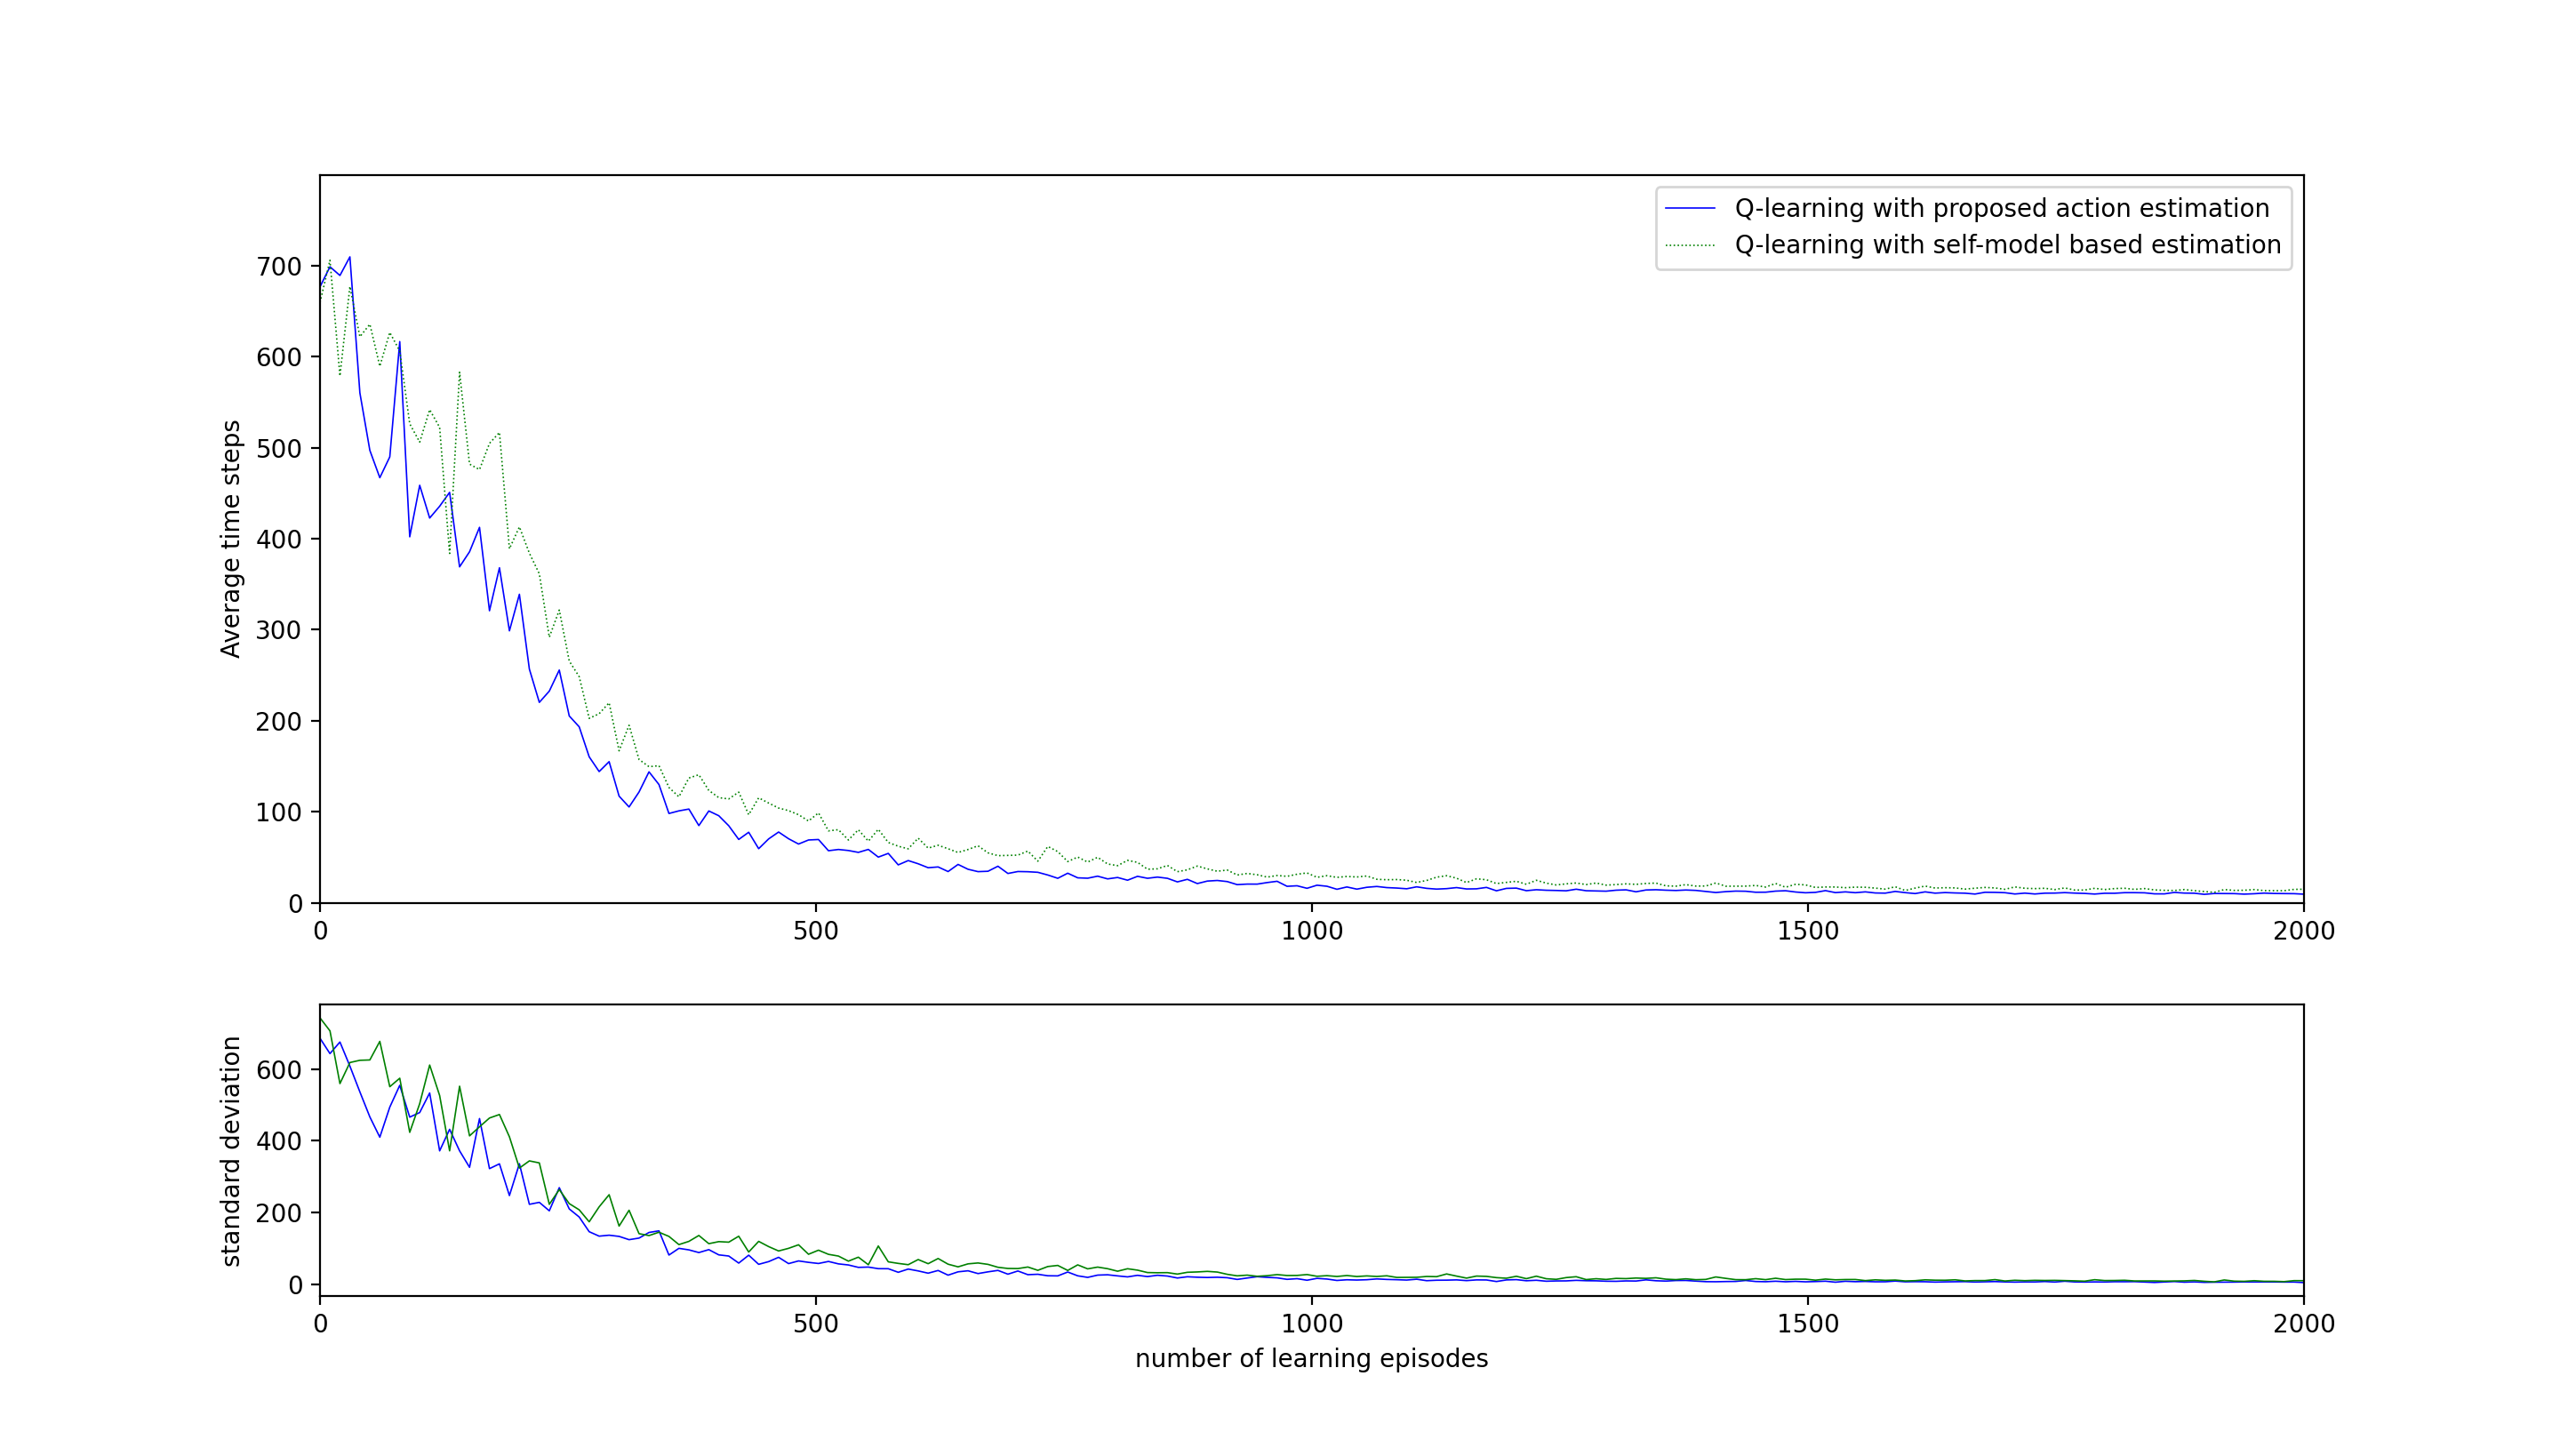 Q-learning with proposed action estimation
Q-learning with self-model based estimation
Average time steps
700
600
500
400
300
200
100
0
0 500 1000 1500 2000
standard deviation
600
400
200
0
0 500 1000 1500 2000
number of learning episodes